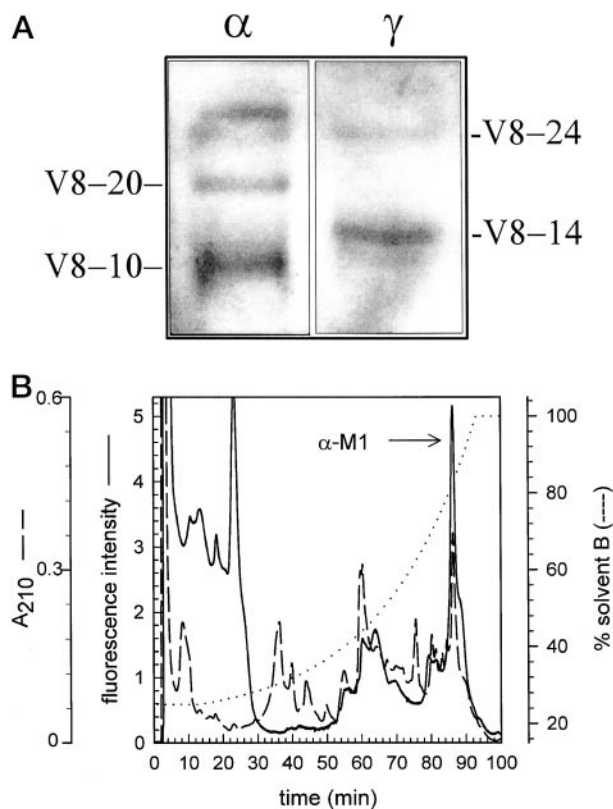 A
α γ
V8–20–
V8–10–
-V8–24
-V8–14
B
0.6
0.3
0
A210 — —
5
4
3
2
1
0
fluorescence intensity ——
α-M1
100
80
60
40
20
% solvent B (----)
0 10 20 30 40 50 60 70 80 90 100
time (min)